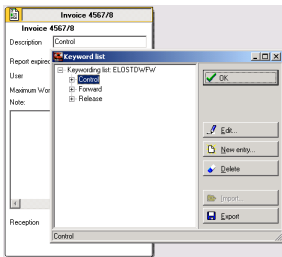 Invoice 4567/8
Invoice 4567/8
Description
Control
Report expired
User
Maximum Wor
Note:
Reception
Keyword list
Keywording list: ELOSTDWFW
Control
Forward
Release
OK
Edit...
New entry...
Delete
Import...
Export
Control